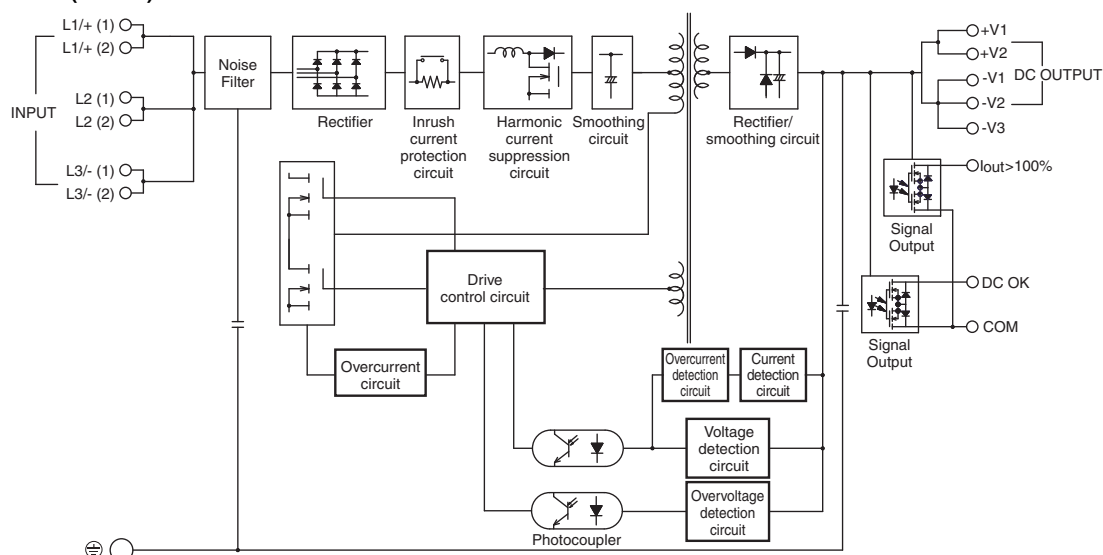 L1/+ (1)
L1/+ (2)
INPUT
L2 (1)
L2 (2)
L3/- (1)
L3/- (2)
Noise
Filter
Rectifier
Inrush
current
protection
circuit
Harmonic
current
suppression
circuit
Smoothing
circuit
Rectifier/
smoothing circuit
+V1
+V2
-V1
-V2
-V3
DC OUTPUT
Iout>100%
Signal
Output
DC OK
COM
Signal
Output
Drive
control circuit
Overcurrent
circuit
Overcurrent
detection
circuit
Current
detection
circuit
Voltage
detection
circuit
Overvoltage
detection
circuit
Photocoupler